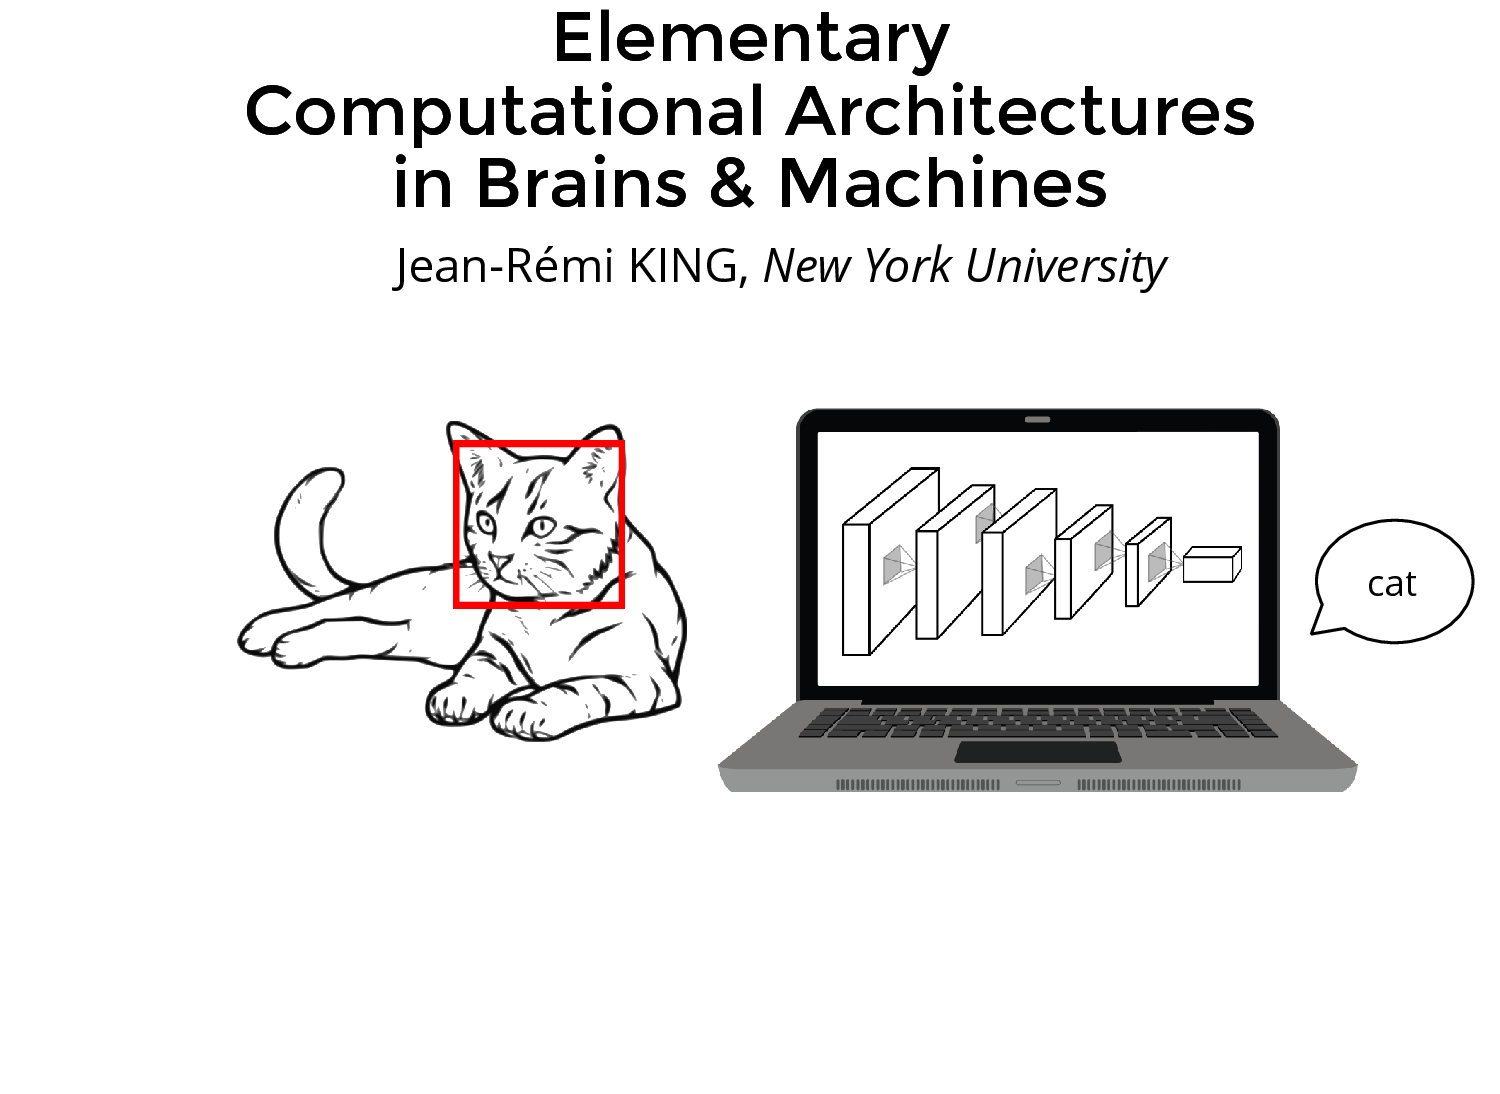 Elementary
Computational Architectures
in Brains & Machines
Jean-Rémi KING, New York University
cat